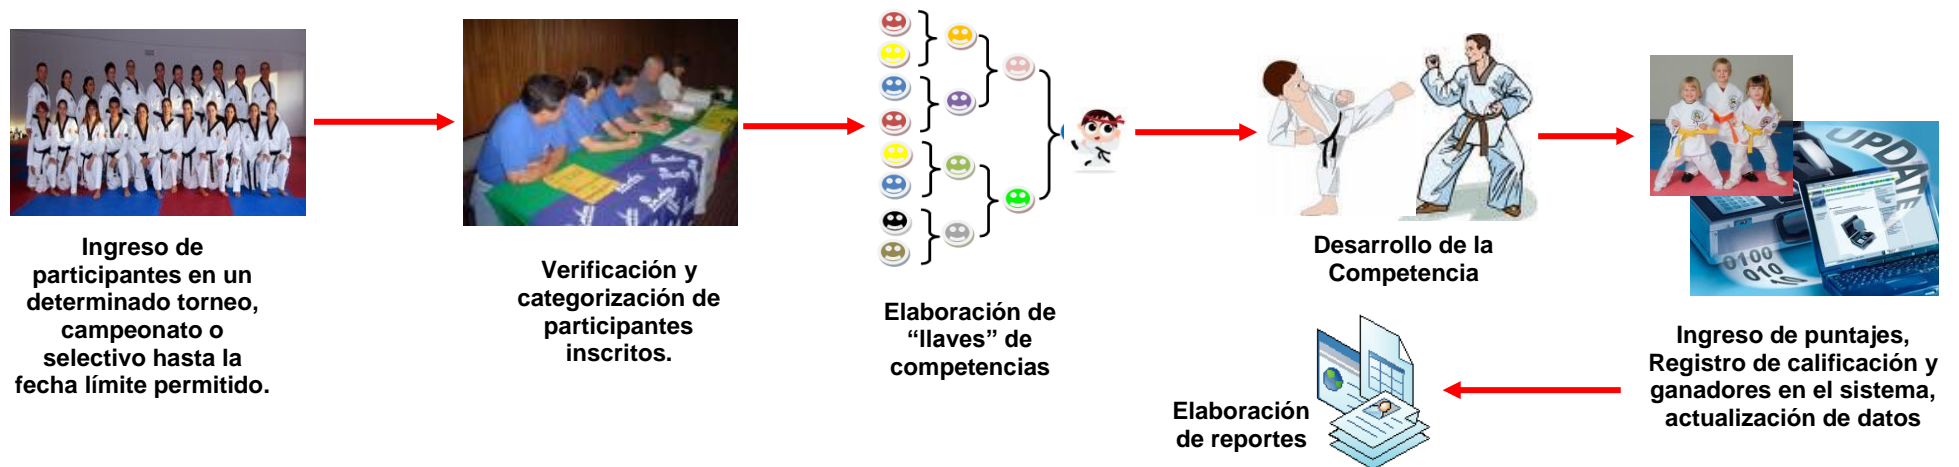 Ingreso de
participantes en un
determinado torneo,
campeonato o
selectivo hasta la
fecha límite permitido.
Verificación y
categorización de
participantes
inscritos.
Elaboración de
“llaves” de
competencias
Desarrollo de la
Competencia
UPDATE
0100
010
10
Ingreso de puntajes,
Registro de calificación y
ganadores en el sistema,
actualización de datos
Elaboración
de reportes